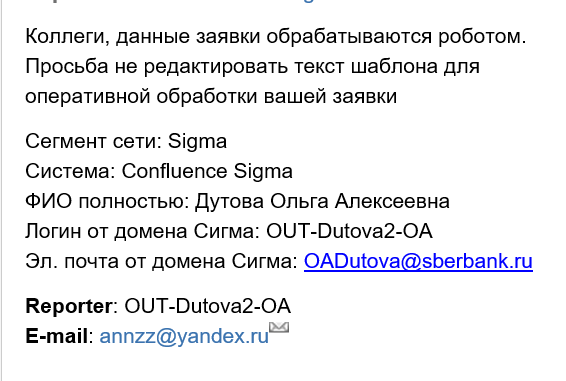 Коллеги, данные заявки обрабатываются роботом.
Просьба не редактировать текст шаблона для
оперативной обработки вашей заявки
Сегмент сети: Sigma
Система: Confluence Sigma
ФИО полностью: Дутова Ольга Алексеевна
Логин от домена Сигма: OUT-Dutova2-OA
Эл. почта от домена Сигма: OADutova@sberbank.ru
Reporter: OUT-Dutova2-OA
E-mail: annzz@yandex.ru